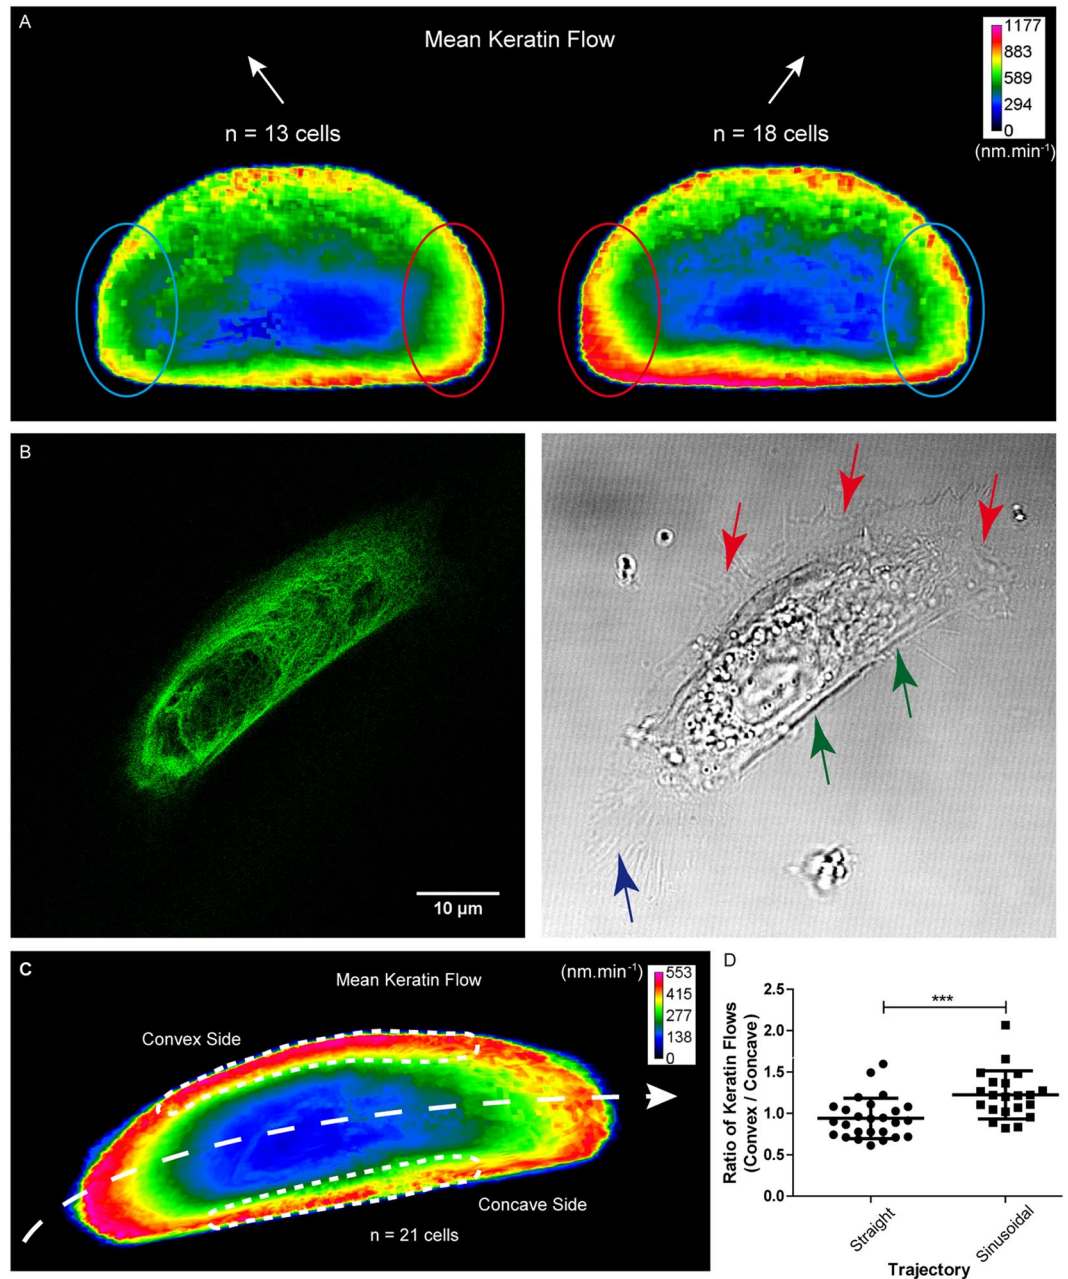 A
Mean Keratin Flow
n = 13 cells
n = 18 cells
1177
883
589
294
0
(nm.min-1)
B
10 µm
C
Mean Keratin Flow
(nm.min-1)
553
415
277
138
0
Convex Side
Concave Side
n = 21 cells
D
Ratio of Keratin Flows
(Convex / Concave)
2.5
2.0
1.5
1.0
0.5
0.0
***
Straight
Sinusoidal
Trajectory